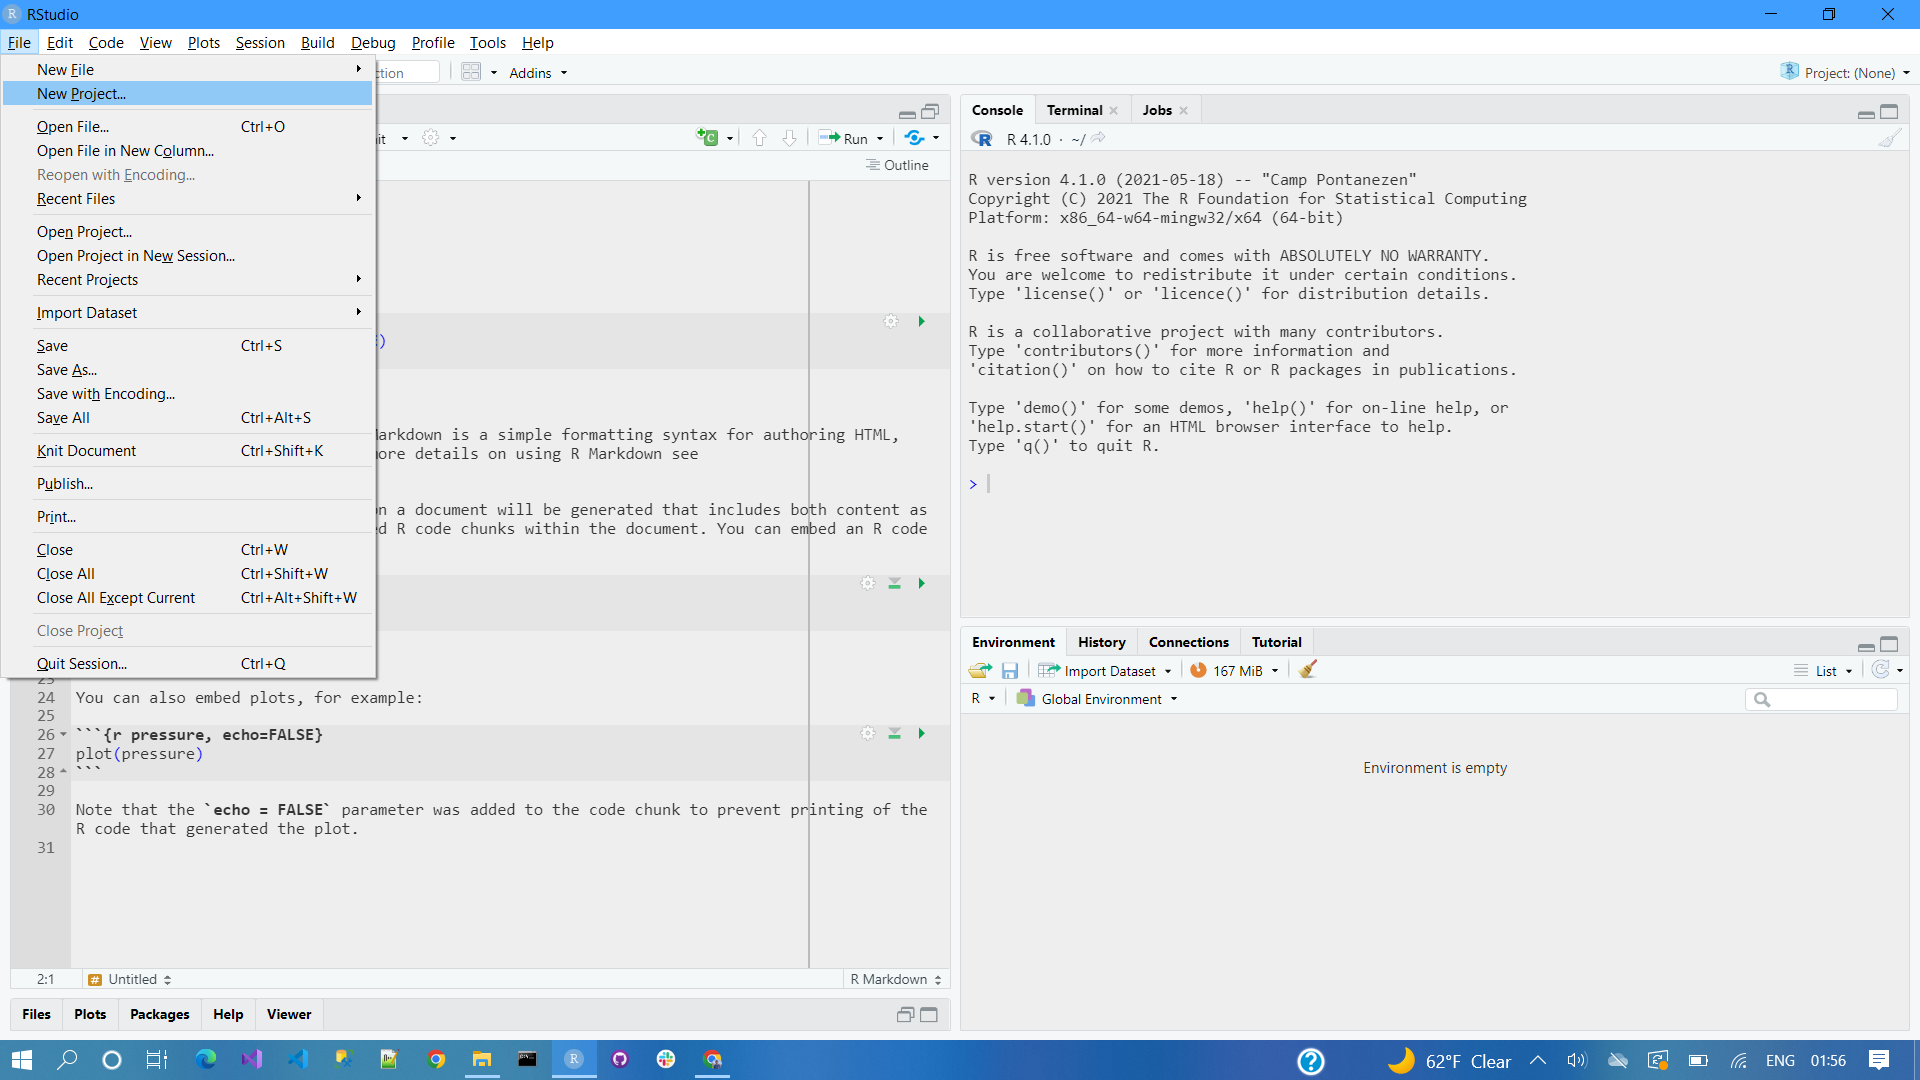 RStudio
File Edit Code View Plots Session Build Debug Profile Tools Help
ction Addins Project: (None)
New File
New Project...
Open File... Ctrl+O
Open File in New Column...
Reopen with Encoding...
Recent Files
Open Project...
Open Project in New Session...
Recent Projects
Import Dataset
Save Ctrl+S
Save As...
Save with Encoding...
Save All Ctrl+Alt+S
Knit Document Ctrl+Shift+K
Publish...
Print...
Close Ctrl+W
Close All Ctrl+Shift+W
Close All Except Current Ctrl+Alt+Shift+W
Close Project
Quit Session... Ctrl+Q
it Run
Outline
)
arkdown is a simple formatting syntax for authoring HTML,
ore details on using R Markdown see
n a document will be generated that includes both content as
d R code chunks within the document. You can embed an R code
23
24 You can also embed plots, for example:
25
26 ```{r pressure, echo=FALSE}
27 plot(pressure)
28 ```
29
30 Note that the `echo = FALSE` parameter was added to the code chunk to prevent printing of the
R code that generated the plot.
31
2:1 # Untitled R Markdown
Files Plots Packages Help Viewer
Console Terminal Jobs
R 4.1.0 · ~/
R version 4.1.0 (2021-05-18) -- "Camp Pontanezen"
Copyright (C) 2021 The R Foundation for Statistical Computing
Platform: x86_64-w64-mingw32/x64 (64-bit)
R is free software and comes with ABSOLUTELY NO WARRANTY.
You are welcome to redistribute it under certain conditions.
Type 'license()' or 'licence()' for distribution details.
R is a collaborative project with many contributors.
Type 'contributors()' for more information and
'citation()' on how to cite R or R packages in publications.
Type 'demo()' for some demos, 'help()' for on-line help, or
'help.start()' for an HTML browser interface to help.
Type 'q()' to quit R.
>
Environment History Connections Tutorial
Import Dataset 167 MiB List
R Global Environment
Environment is empty
62°F Clear ENG 01:56